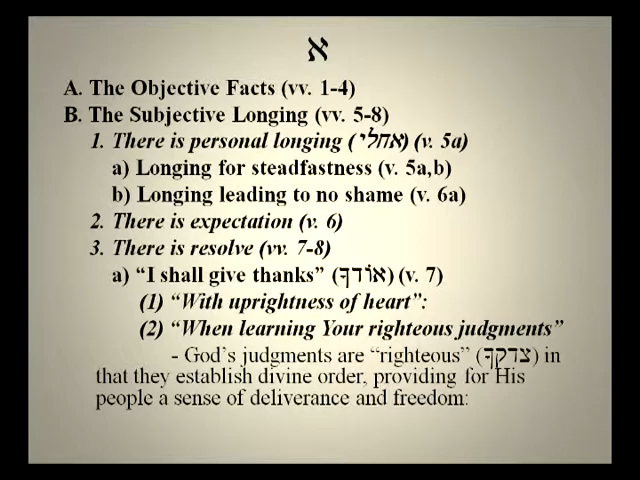 א
A. The Objective Facts (vv. 1-4)
B. The Subjective Longing (vv. 5-8)
1. There is personal longing (אחלי) (v. 5a)
a) Longing for steadfastness (v. 5a,b)
b) Longing leading to no shame (v. 6a)
2. There is expectation (v. 6)
3. There is resolve (vv. 7-8)
a) “I shall give thanks” (אוֹדְךָ) (v. 7)
(1) “With uprightness of heart”:
(2) “When learning Your righteous judgments”
- God’s judgments are “righteous” (צדקך) in
that they establish divine order, providing for His
people a sense of deliverance and freedom: